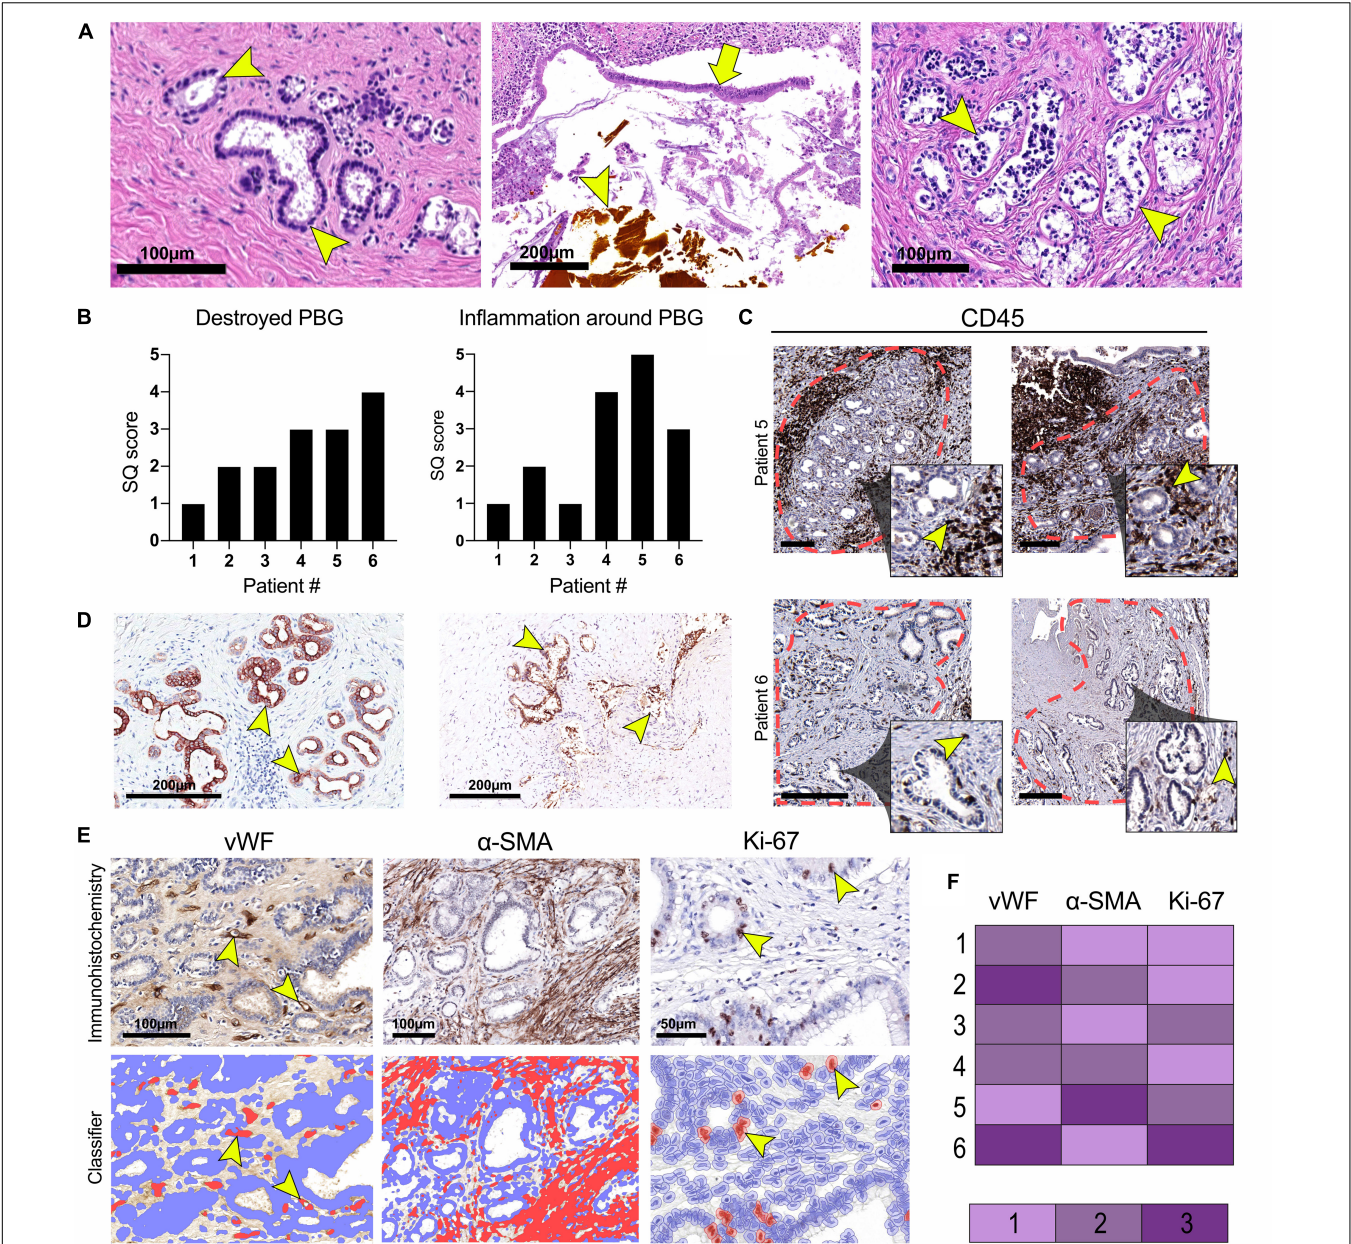 A
100µm
200µm
100µm
B
Destroyed PBG
Inflammation around PBG
C
CD45
SQ score
5
4
3
2
1
0
1 2 3 4 5 6
Patient #
SQ score
5
4
3
2
1
0
1 2 3 4 5 6
Patient #
Patient 5
Patient 6
D
200µm
200µm
E
vWF
α-SMA
Ki-67
Immunohistochemistry
100µm
100µm
50µm
Classifier
F
vWF α-SMA Ki-67
1
2
3
4
5
6
1 2 3